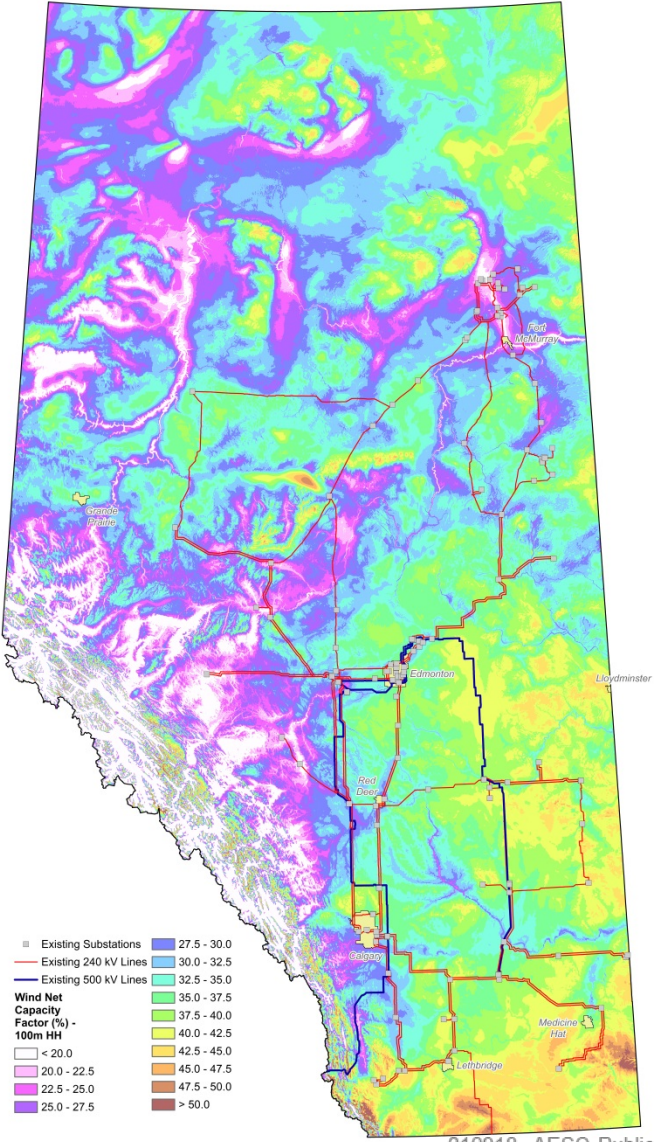 Fort
McMurray
Grande
Prairie
Edmonton
Lloydminster
Red
Deer
Calgary
Medicine
Hat
Lethbridge
Existing Substations
Existing 240 kV Lines
Existing 500 kV Lines
Wind Net
Capacity
Factor (%) -
100m HH
< 20.0
20.0 - 22.5
22.5 - 25.0
25.0 - 27.5
27.5 - 30.0
30.0 - 32.5
32.5 - 35.0
35.0 - 37.5
37.5 - 40.0
40.0 - 42.5
42.5 - 45.0
45.0 - 47.5
47.5 - 50.0
> 50.0